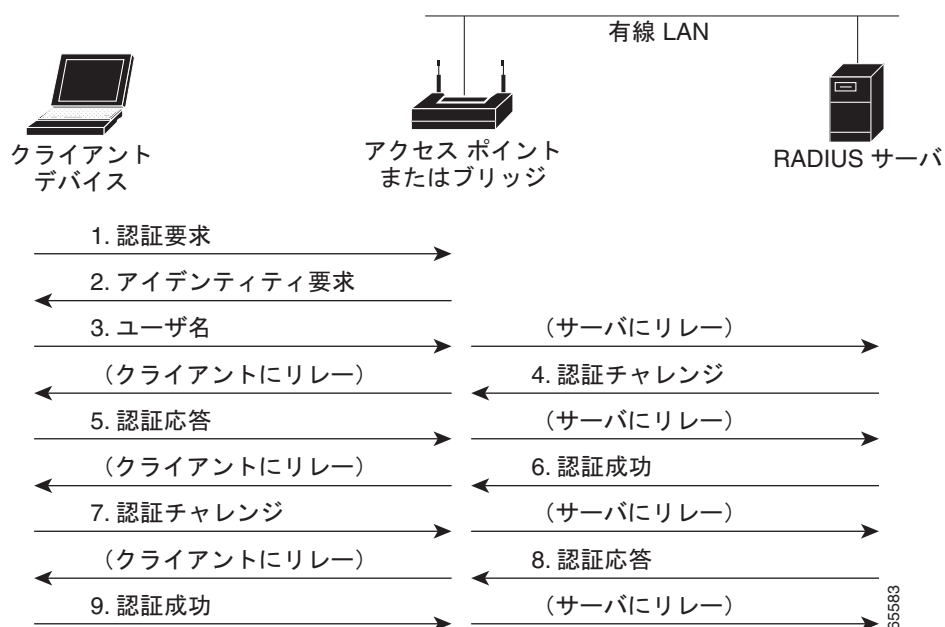 有線 LAN
クライアント
デバイス
アクセス ポイント
またはブリッジ
RADIUS サーバ
1. 認証要求
2. アイデンティティ要求
3. ユーザ名 （サーバにリレー）
（クライアントにリレー） 4. 認証チャレンジ
5. 認証応答 （サーバにリレー）
（クライアントにリレー） 6. 認証成功
7. 認証チャレンジ （サーバにリレー）
（クライアントにリレー） 8. 認証応答
9. 認証成功 （サーバにリレー）
65583